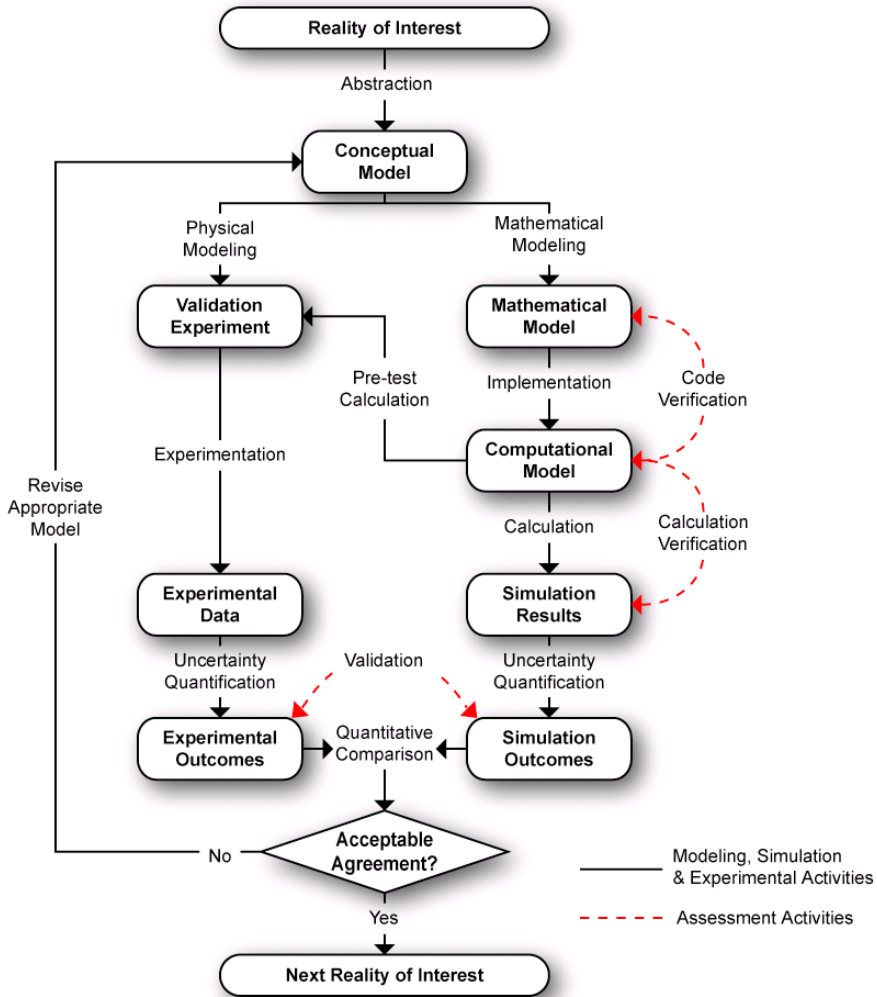 Reality of Interest
Abstraction
Conceptual
Model
Physical
Modeling
Mathematical
Modeling
Validation
Experiment
Mathematical
Model
Pre-test
Calculation
Implementation
Code
Verification
Experimentation
Computational
Model
Revise
Appropriate
Model
Calculation
Calculation
Verification
Experimental
Data
Simulation
Results
Uncertainty
Quantification
Validation
Uncertainty
Quantification
Experimental
Outcomes
Quantitative
Comparison
Simulation
Outcomes
No
Acceptable
Agreement?
Yes
Next Reality of Interest
Modeling, Simulation
& Experimental Activities
Assessment Activities